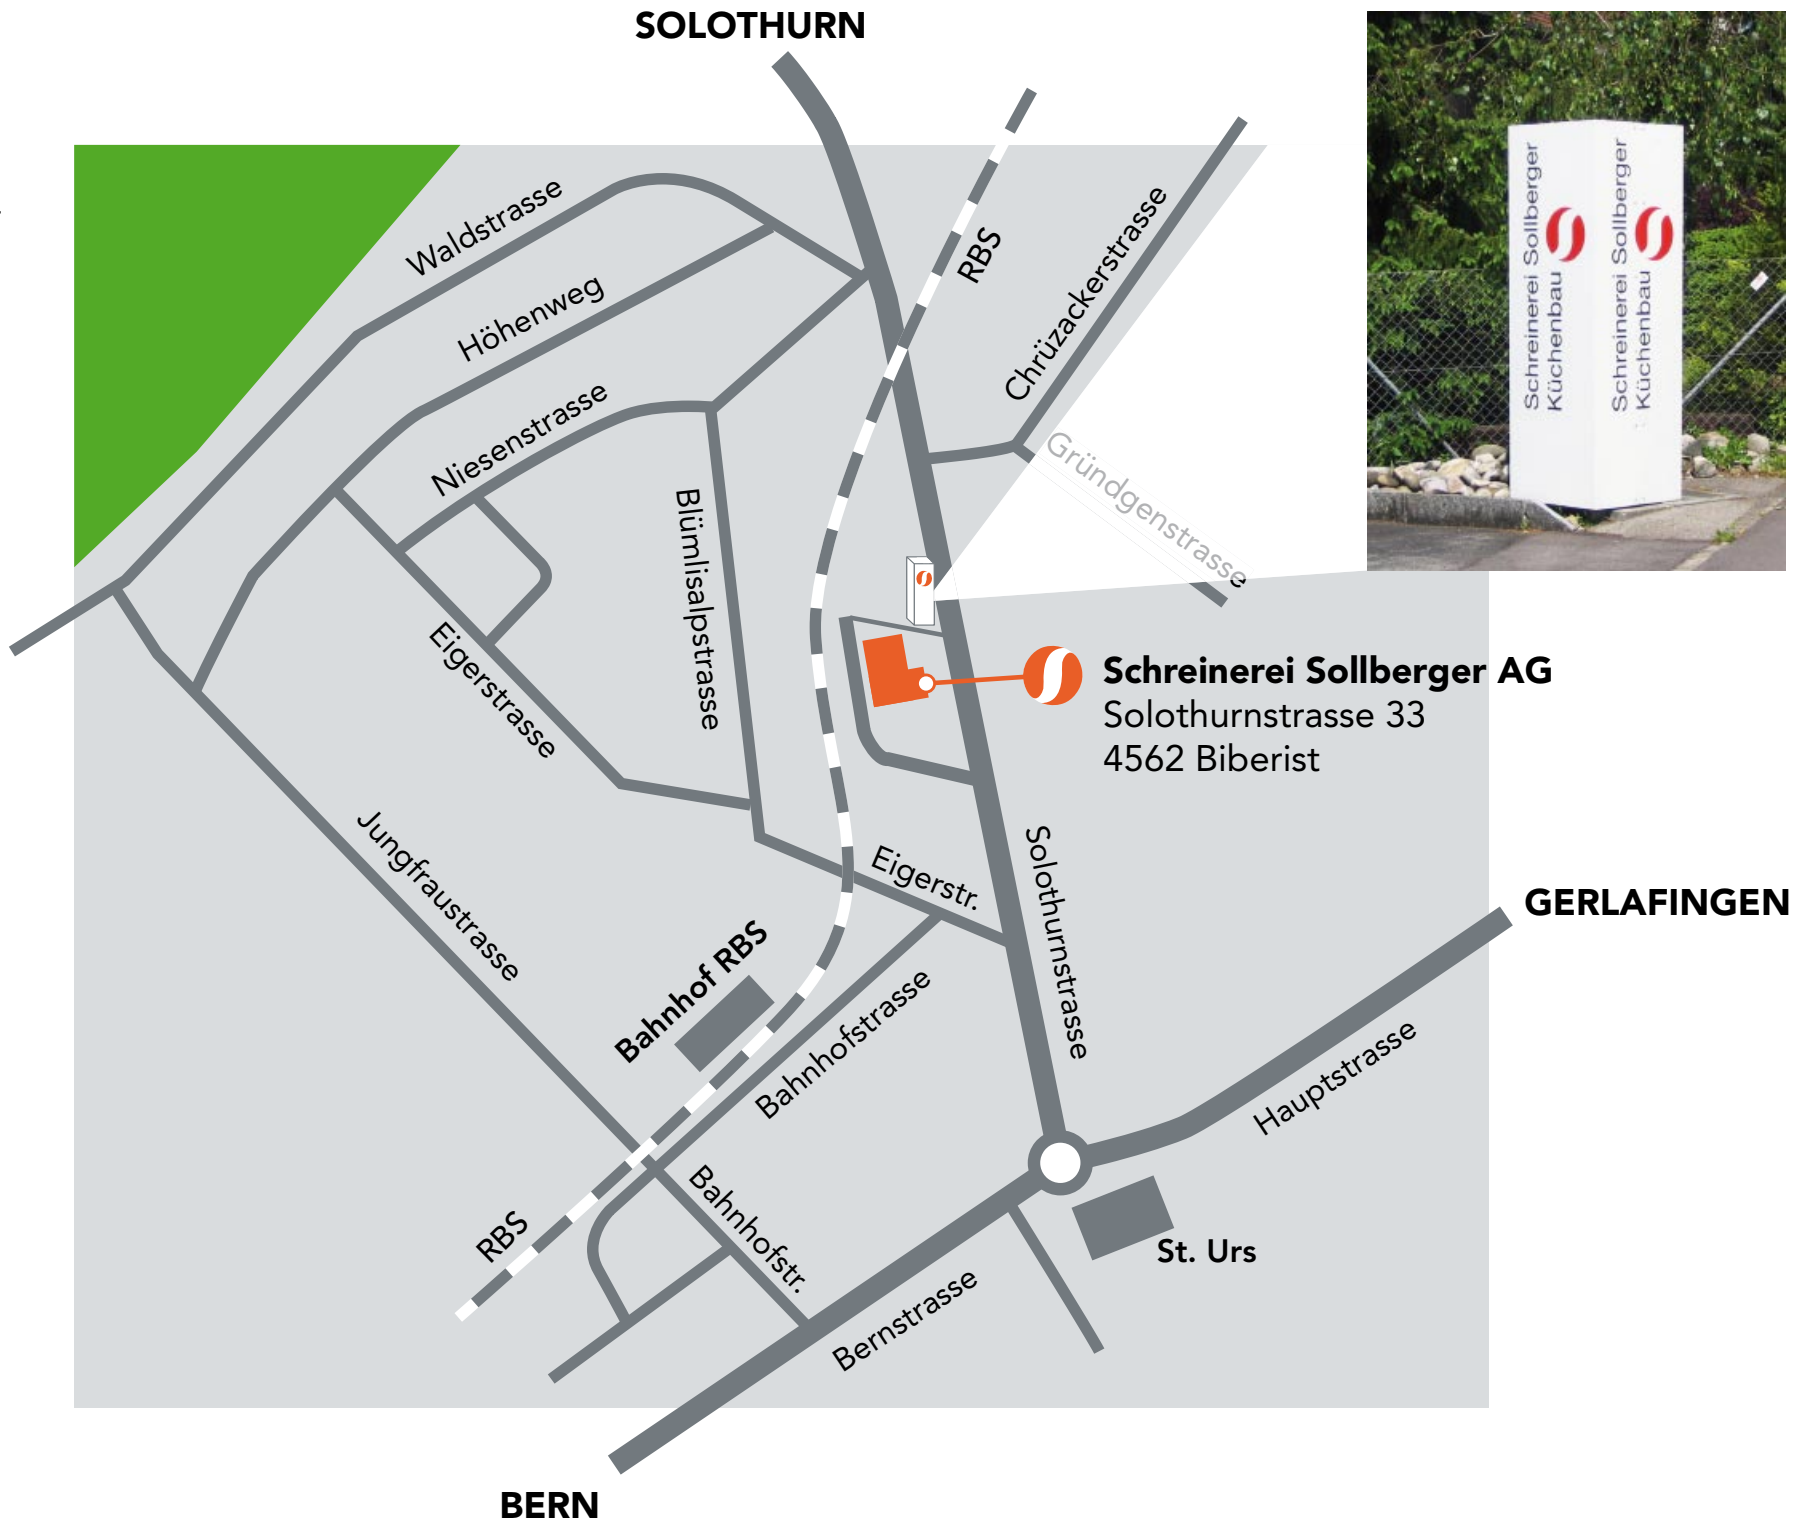 SOLOTHURN
Waldstrasse
Höhenweg
Niesenstrasse
RBS
Chrüzackerstrasse
Gründgenstrasse
Schreinerei Sollberger
Küchenbau
Schreinerei Sollberger
Küchenbau
Blümlisalpstrasse
Eigerstrasse
Schreinerei Sollberger AG
Solothurnstrasse 33
4562 Biberist
Jungfraustrasse
Eigerstr.
Solothurnstrasse
GERLAFINGEN
Bahnhof RBS
Bahnhofstrasse
Hauptstrasse
RBS
Bahnhofstr.
St. Urs
Bernstrasse
BERN